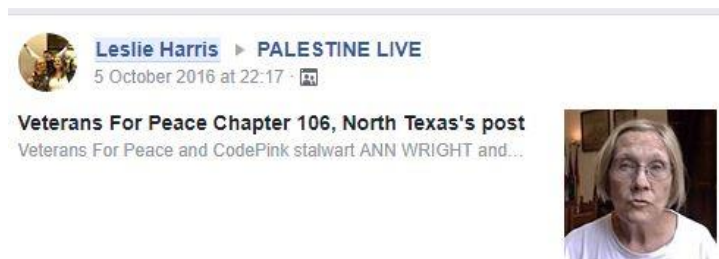 Leslie Harris ▸ PALESTINE LIVE
5 October 2016 at 22:17 ·
Veterans For Peace Chapter 106, North Texas's post
Veterans For Peace and CodePink stalwart ANN WRIGHT and...